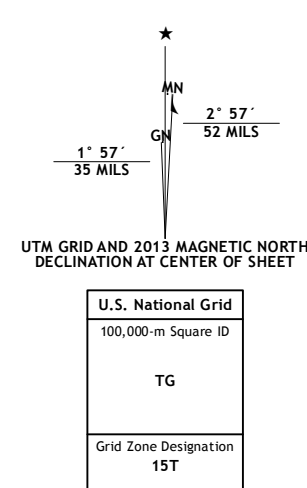 MN
GN
2° 57´
52 MILS
1° 57´
35 MILS
UTM GRID AND 2013 MAGNETIC NORTH
DECLINATION AT CENTER OF SHEET
U.S. National Grid
100,000-m Square ID
TG
Grid Zone Designation
15T